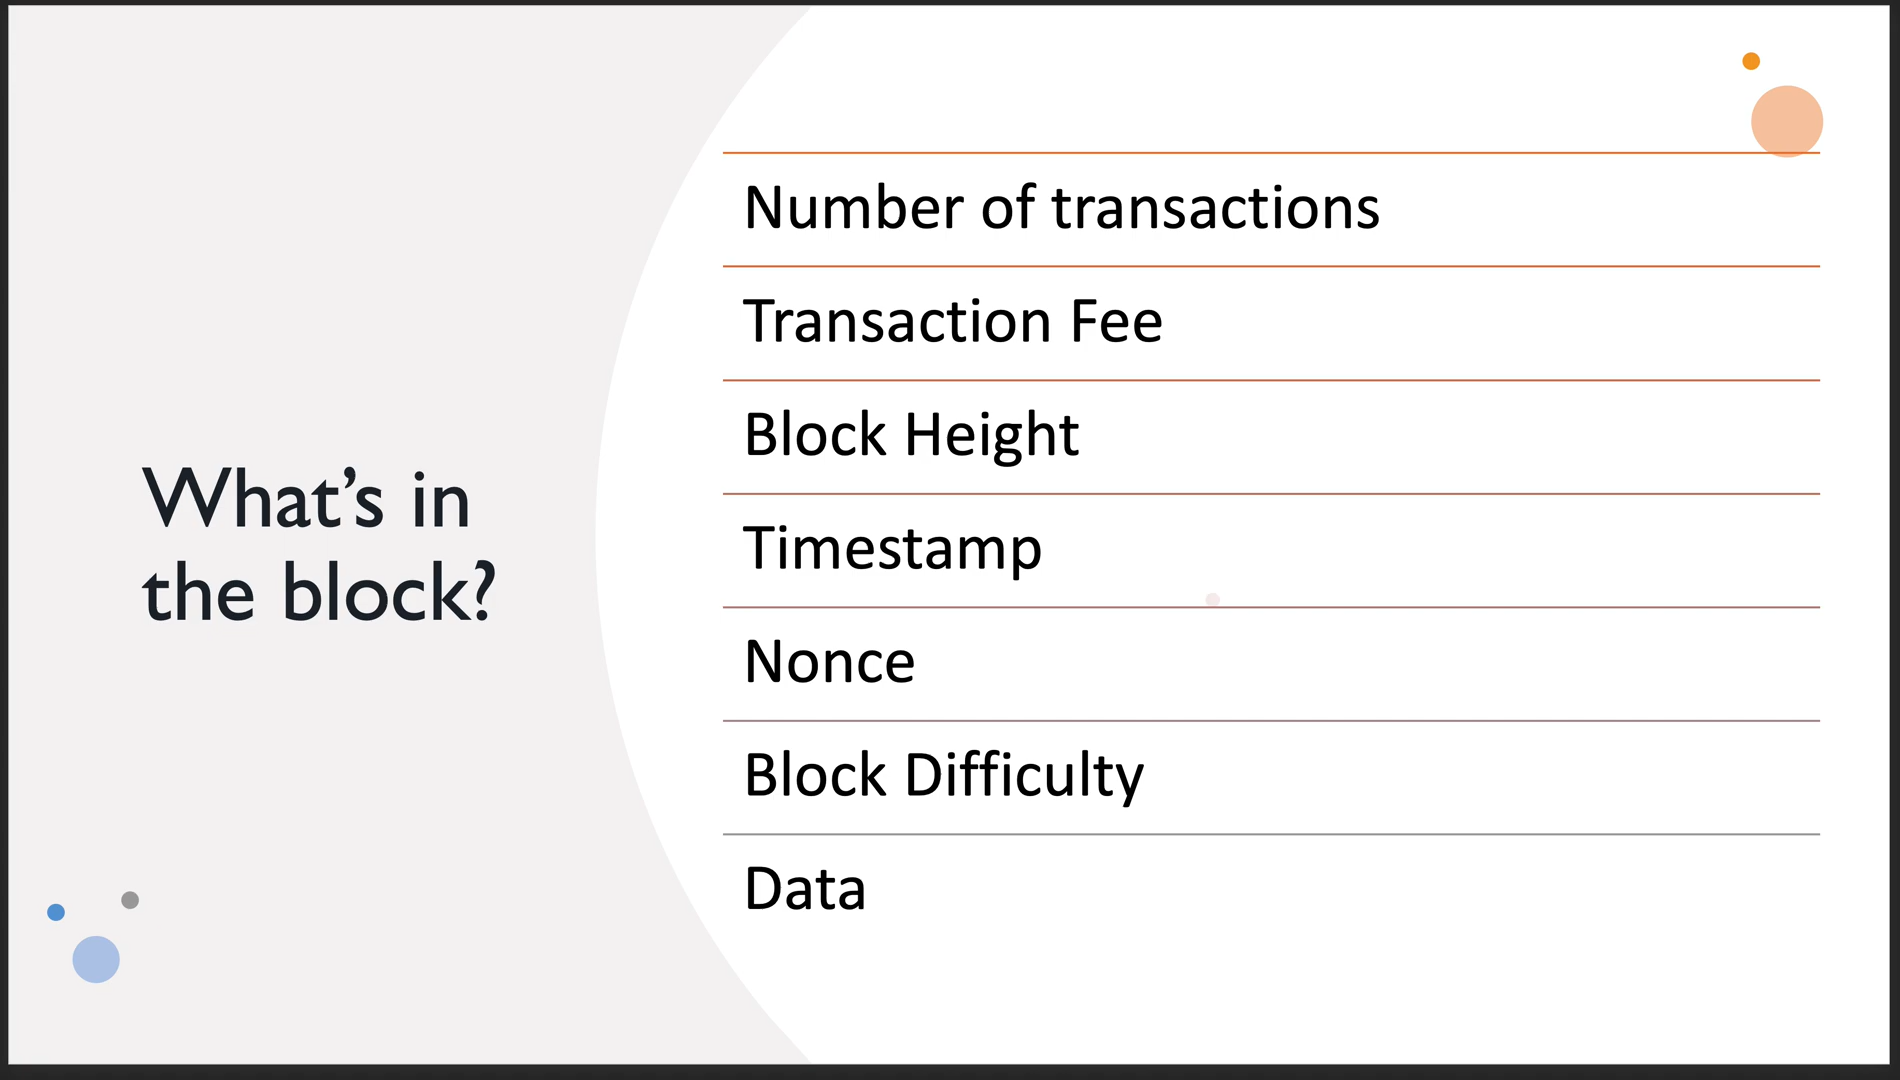 What’s in
the block?
Number of transactions
Transaction Fee
Block Height
Timestamp
Nonce
Block Difficulty
Data